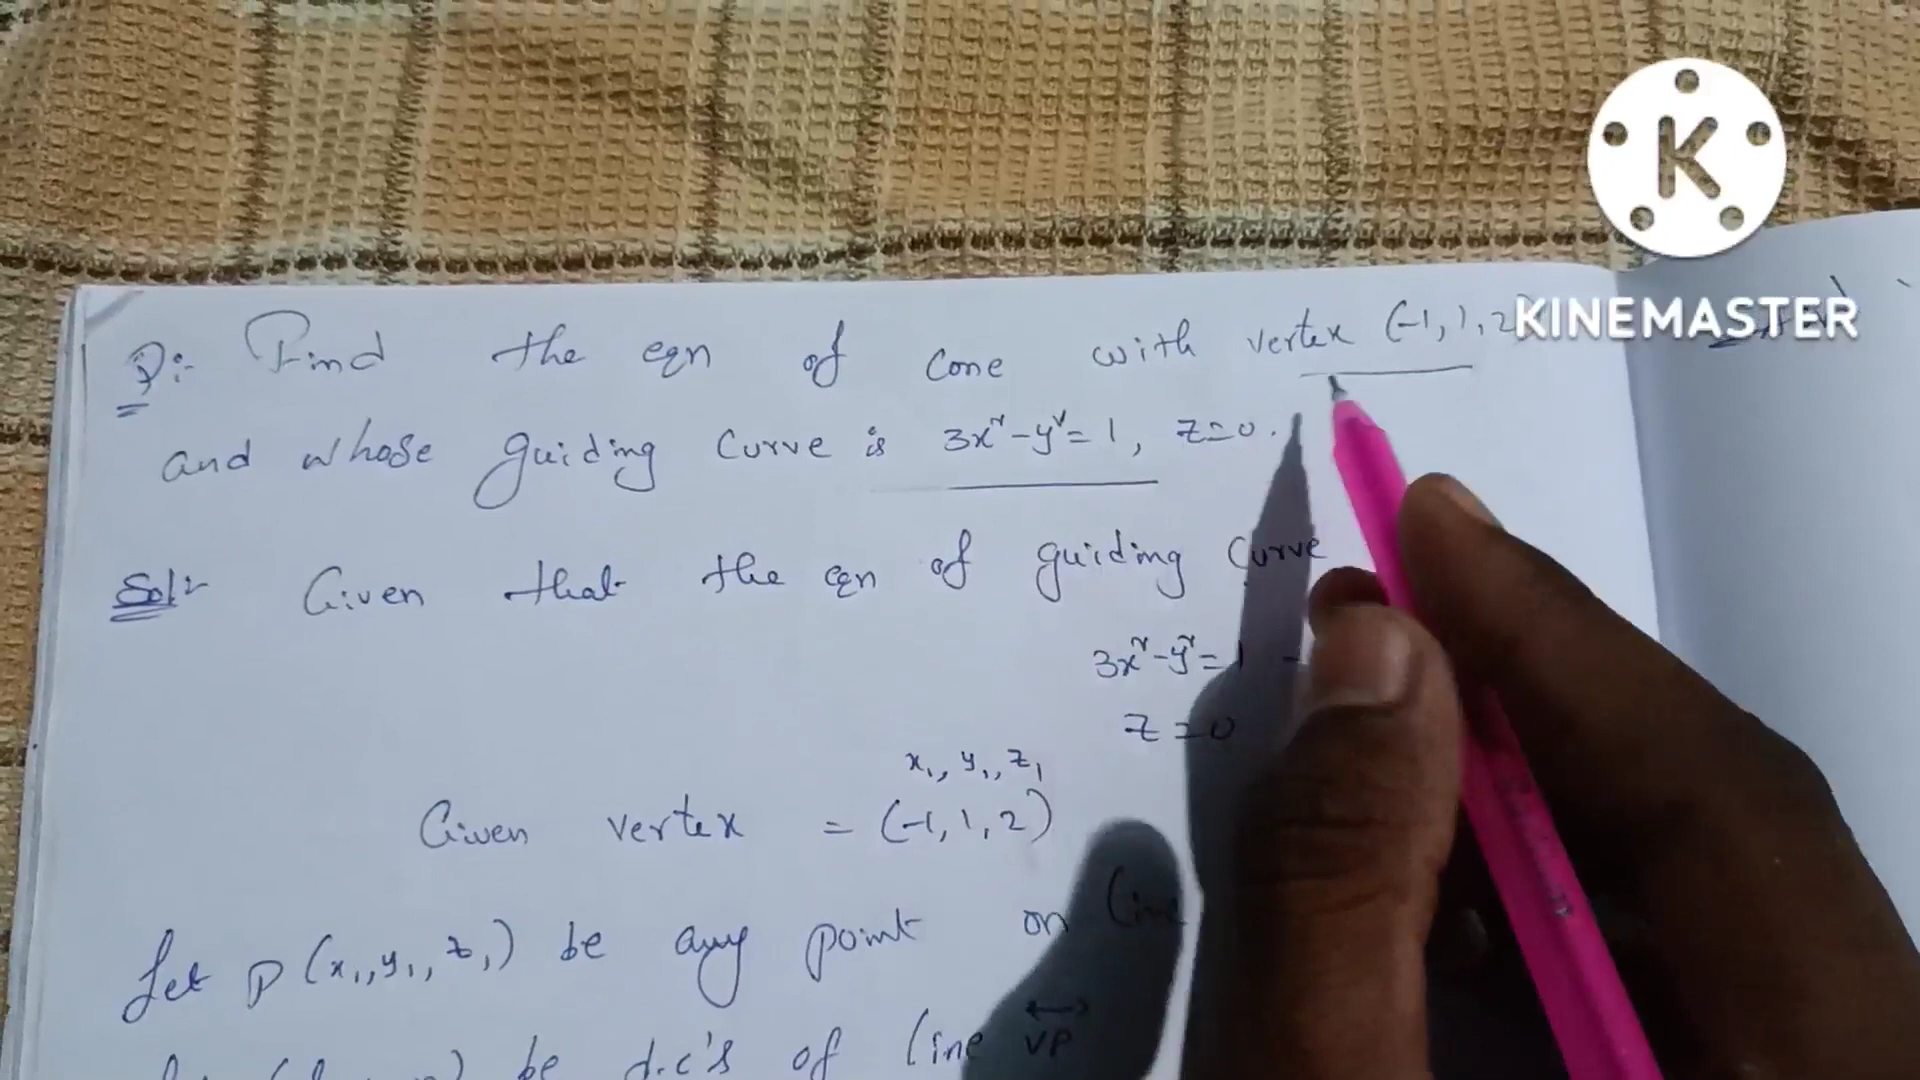 K
KINEMASTER
P:- Find the eqn of cone with vertex (-1, 1, 2
and whose guiding curve is 3x² - y² = 1, z=0.
Sol:- Given that the eqn of guiding curve
3x² - y² = 1 -
z = 0
x₁, y₁, z₁
Given vertex = (-1, 1, 2)
Let P(x₁, y₁, z₁) be any point on line
be d.c's of line VP